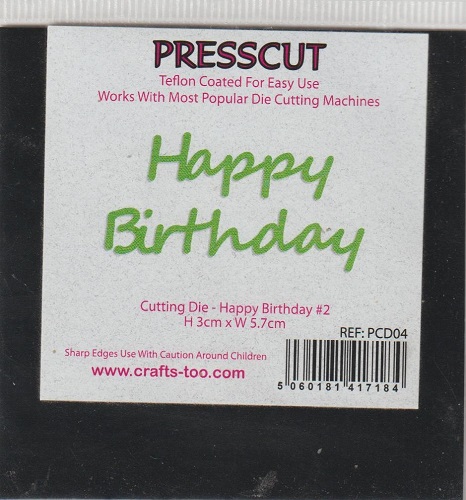 PRESSCUT
Teflon Coated For Easy Use
Works With Most Popular Die Cutting Machines
Happy
Birthday
Cutting Die - Happy Birthday #2
H 3cm x W 5.7cm
REF: PCD04
Sharp Edges Use With Caution Around Children
www.crafts-too.com
5 060181 417184